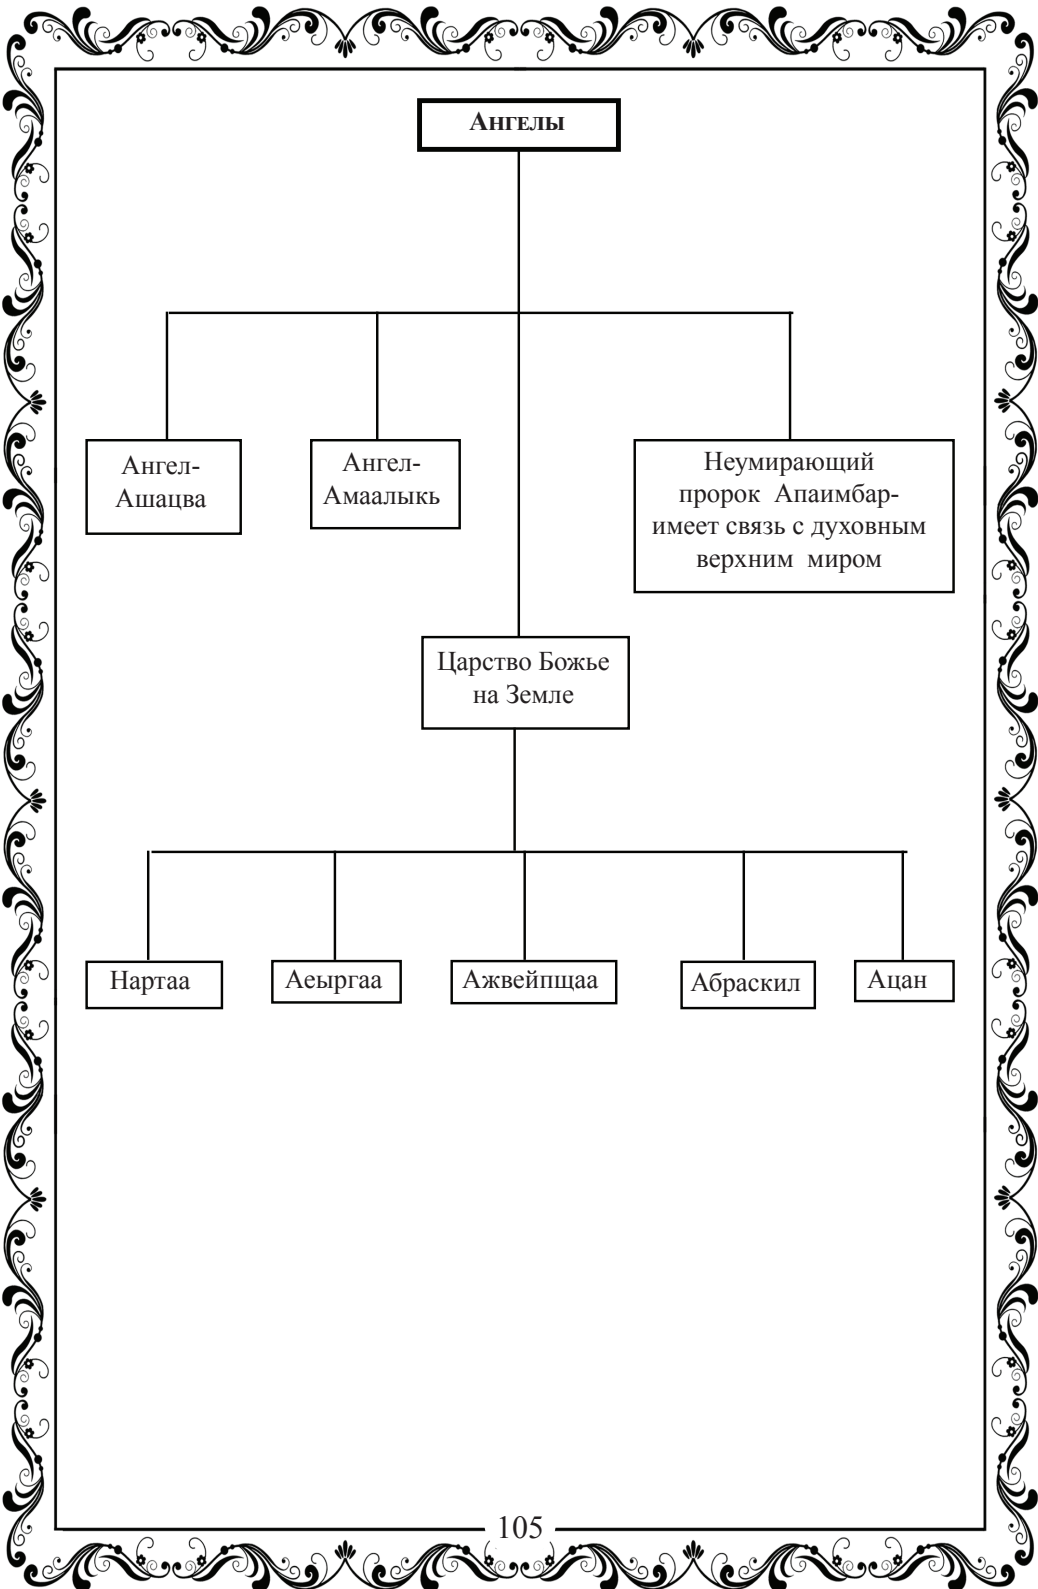 Ангелы
Ангел-
Ашацва
Ангел-
Амаалыкь
Неумирающий
пророк Апаимбар-
имеет связь с духовным
верхним миром
Царство Божье
на Земле
Нартаа
Аеыргаа
Ажвейпщаа
Абраскил
Ацан
105